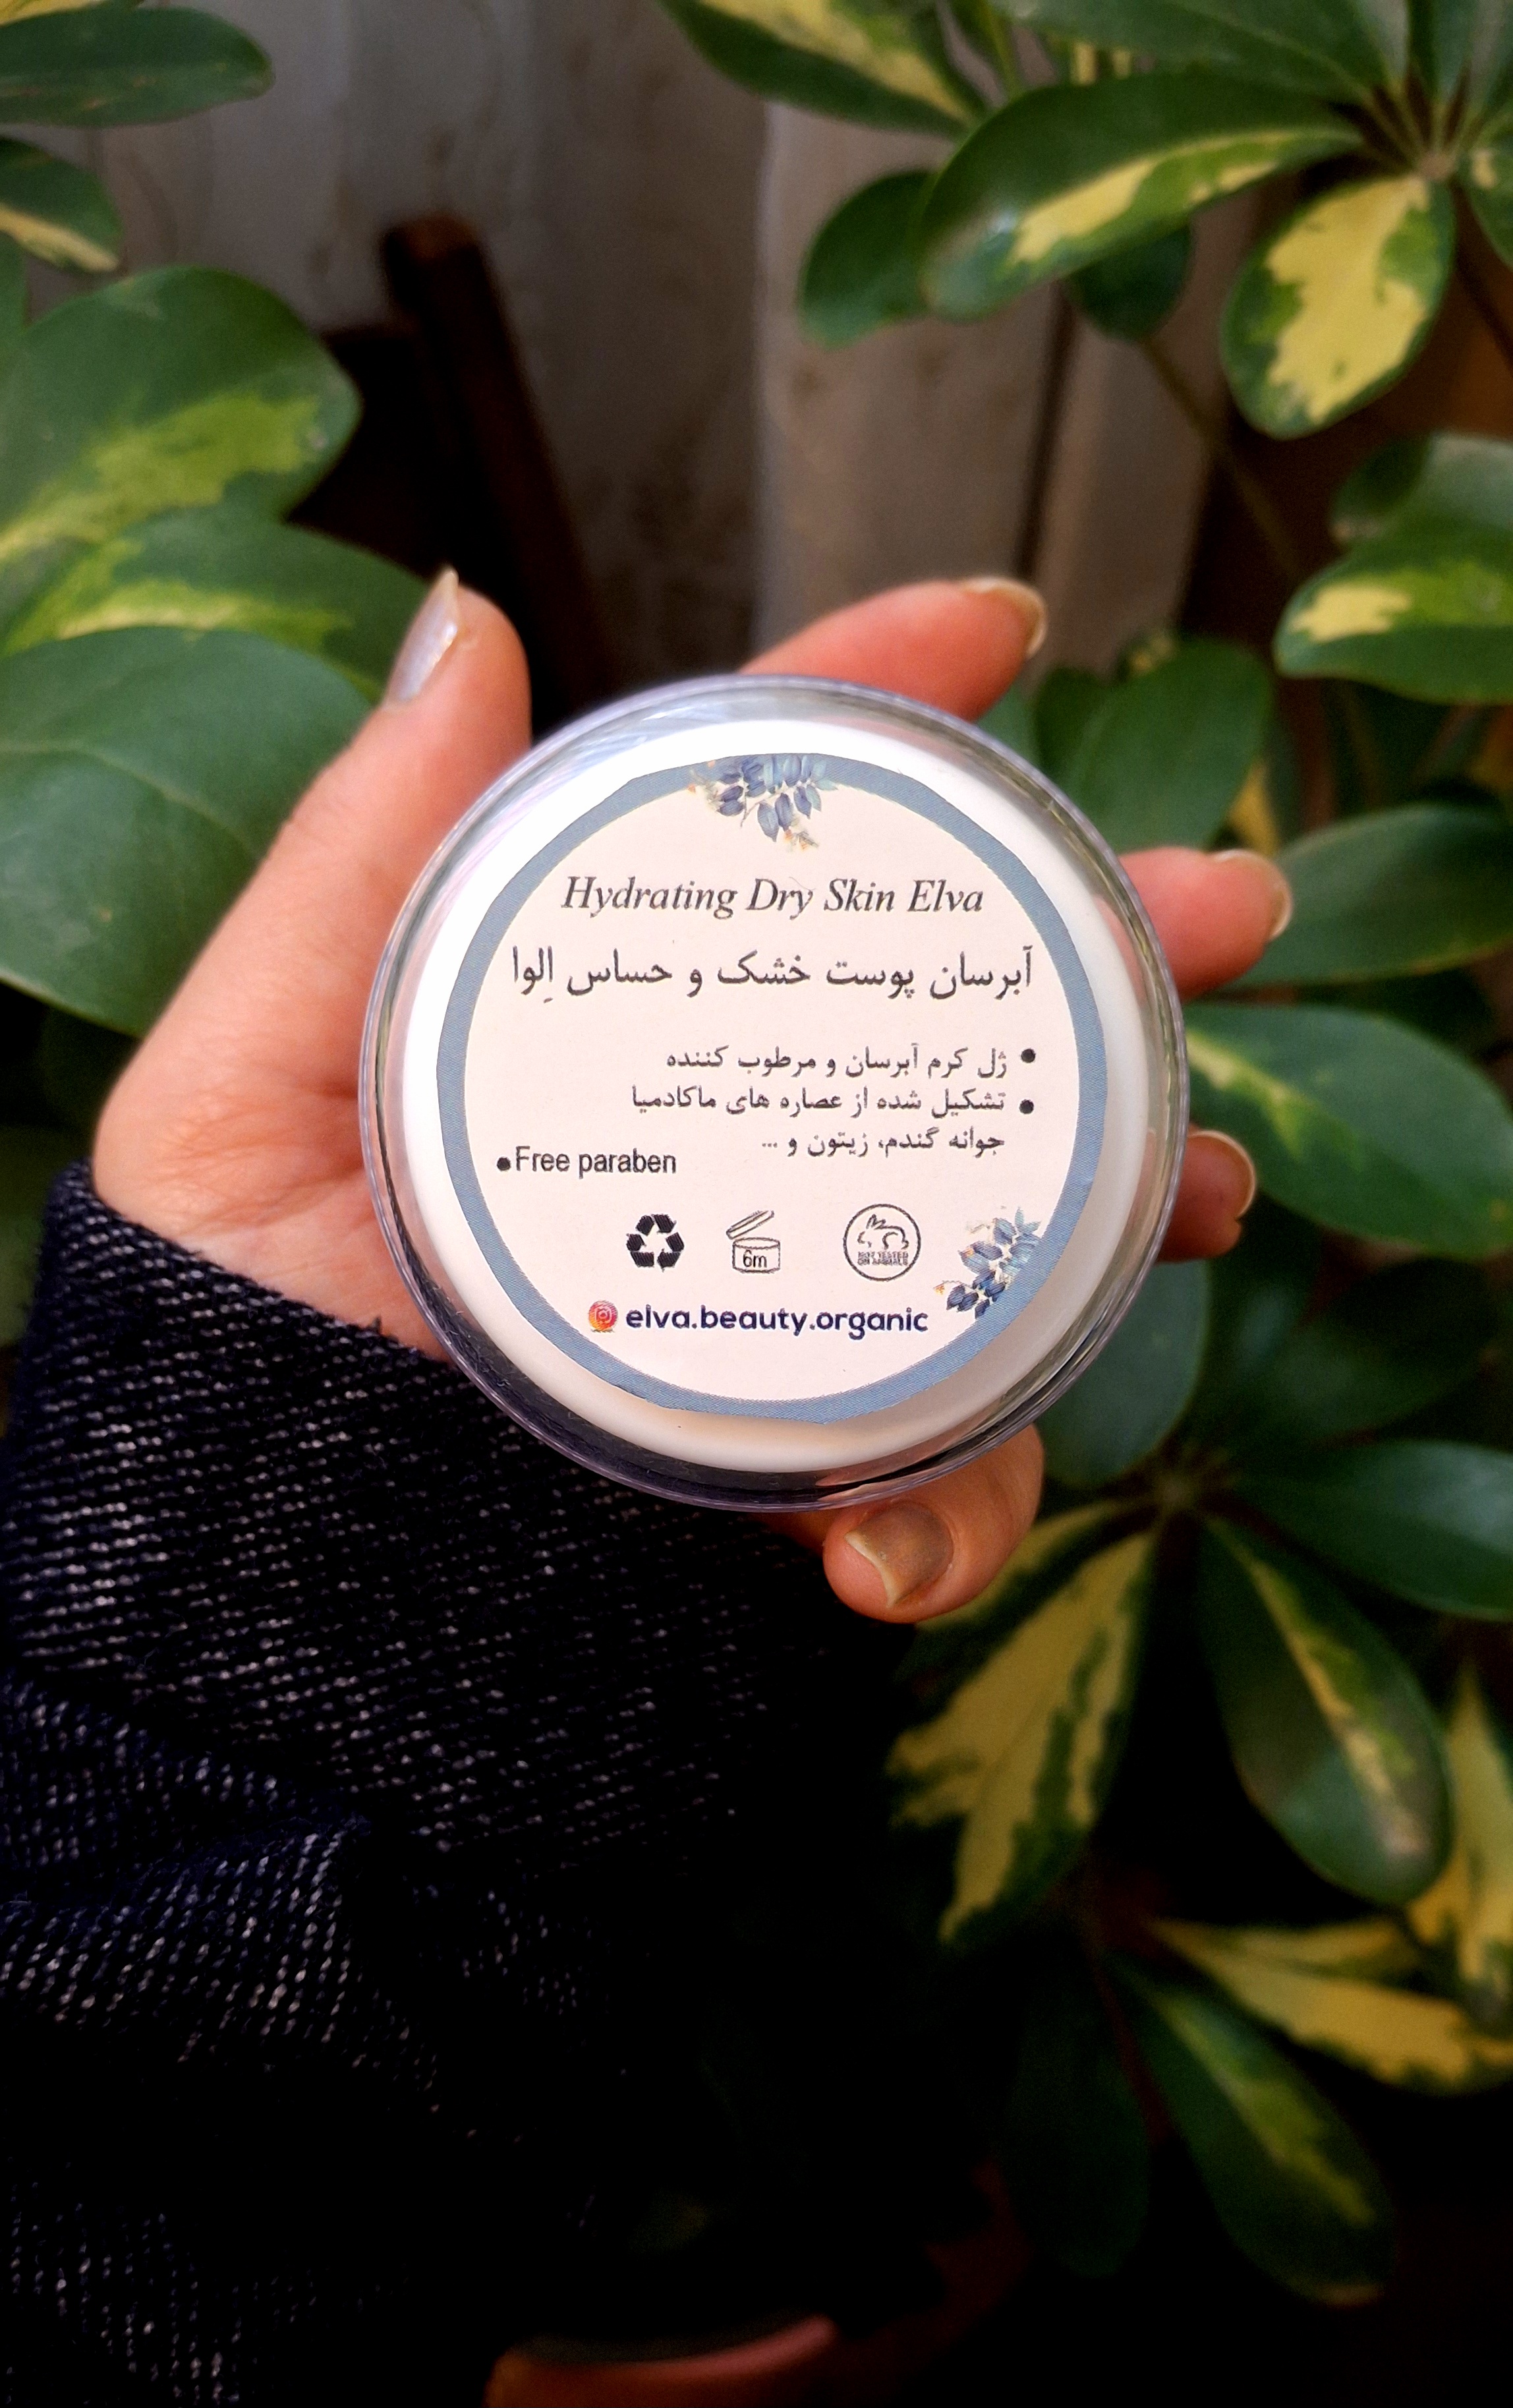 Hydrating Dry Skin Elva
آبرسان پوست خشک و حساس اِلوا
● ژل کرم آبرسان و مرطوب کننده
● تشکیل شده از عصاره های ماکادمیا
جوانه گندم، زیتون و ...
●Free paraben
6m
NOT TESTED
ON ANIMALS
elva.beauty.organic